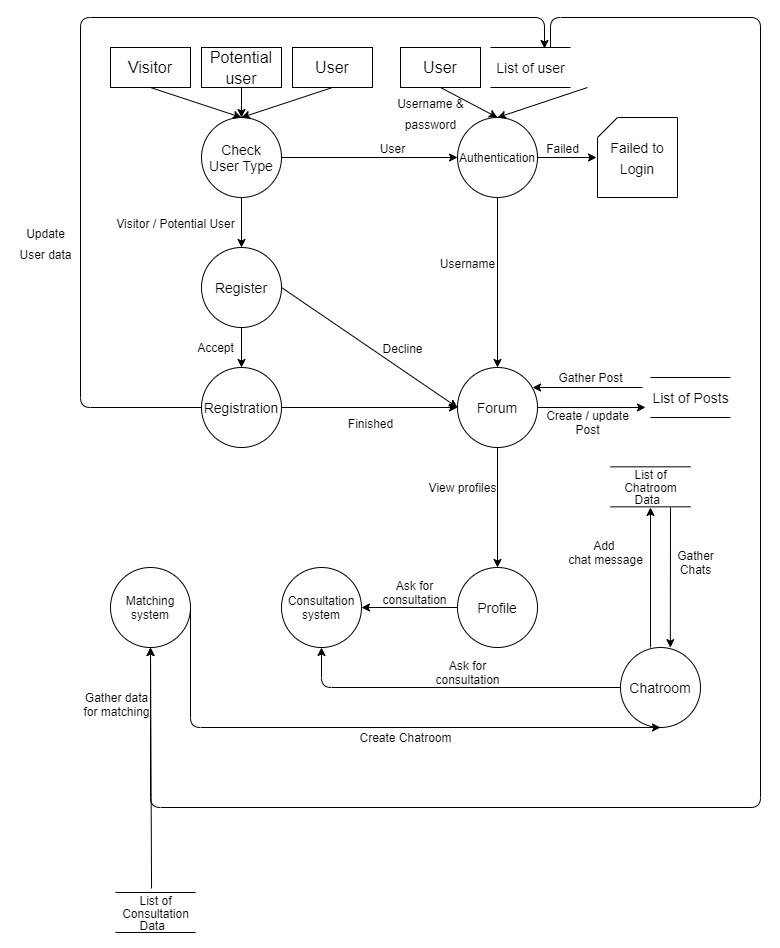 Visitor
Potential
user
User
User
List of user
Username &
password
Check
User Type
User
Authentication
Failed
Failed to
Login
Visitor / Potential User
Update
User data
Username
Register
Accept
Decline
Gather Post
Registration
Finished
Forum
List of Posts
Create / update
Post
View profiles
List of
Chatroom
Data
Add
chat message
Gather
Chats
Matching
system
Consultation
system
Ask for
consultation
Profile
Ask for
consultation
Chatroom
Gather data
for matching
Create Chatroom
List of
Consultation
Data